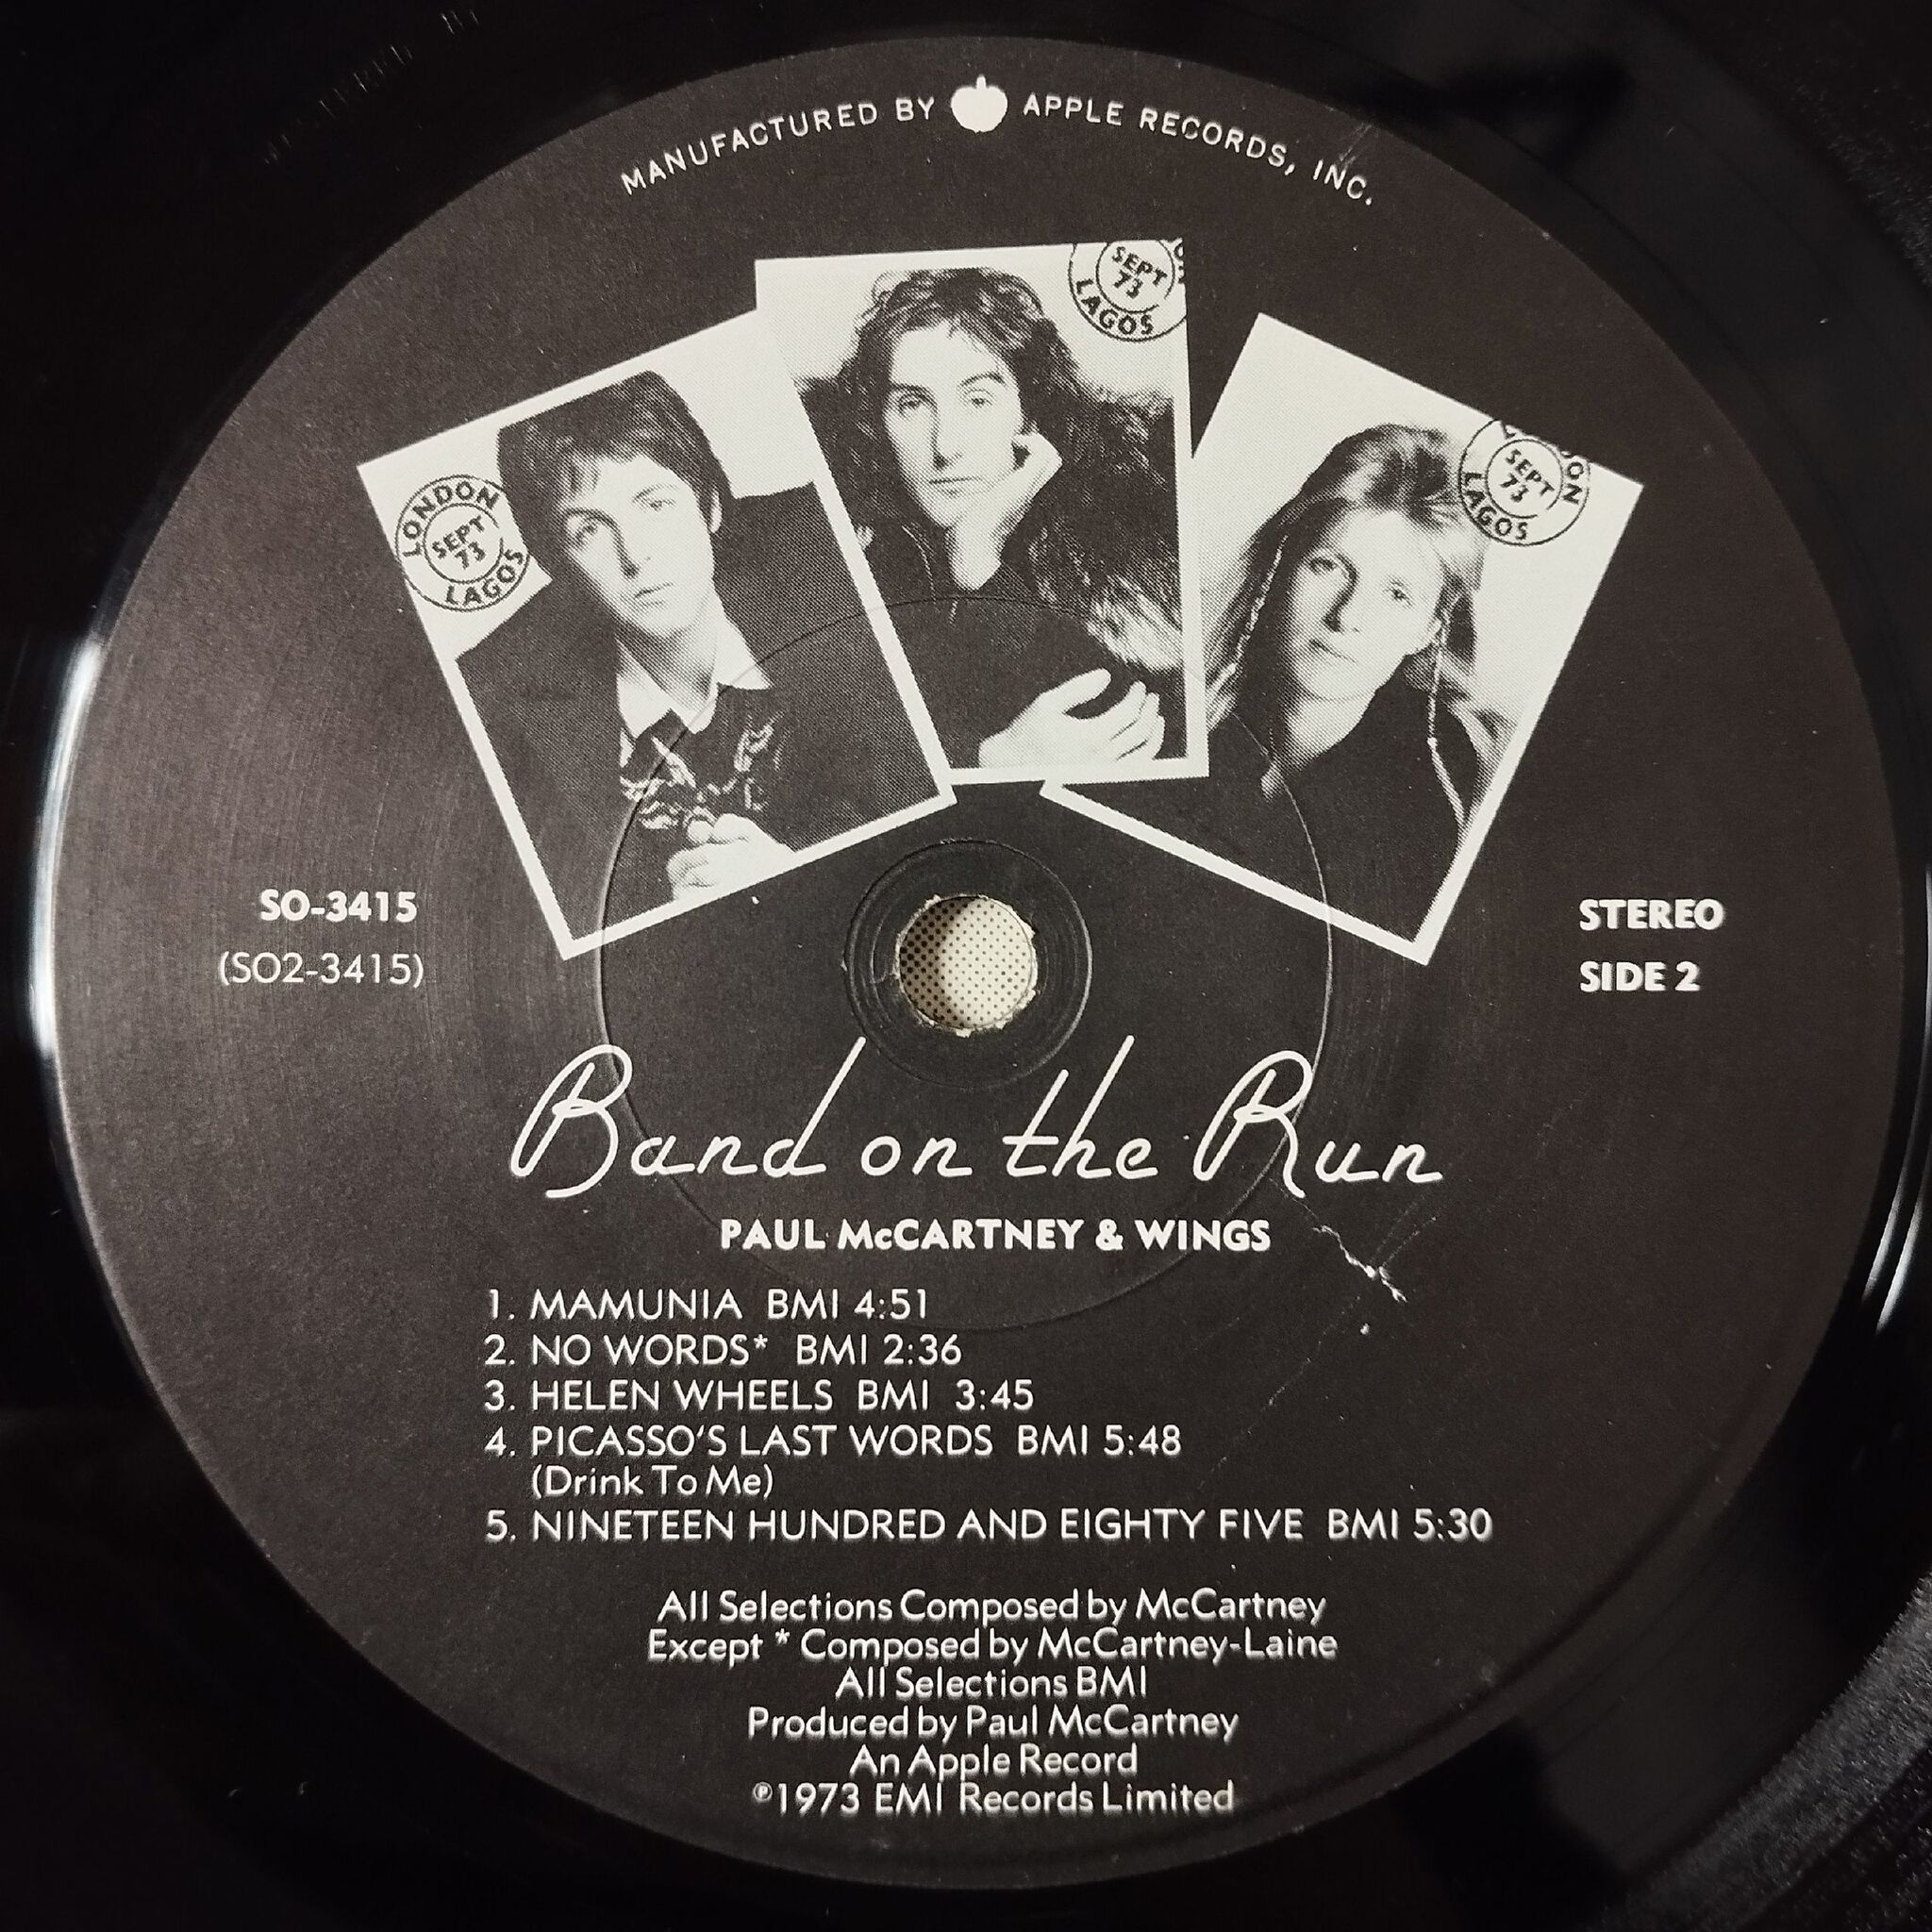 MANUFACTURED BY APPLE RECORDS, INC.
LONDON
SEPT
73
LAGOS
SEPT
73
LAGOS
SEPT
73
LAGOS
SO-3415
(SO2-3415)
STEREO
SIDE 2
Band on the Run
PAUL McCARTNEY & WINGS
1. MAMUNIA BMI 4:51
2. NO WORDS* BMI 2:36
3. HELEN WHEELS BMI 3:45
4. PICASSO'S LAST WORDS BMI 5:48
(Drink To Me)
5. NINETEEN HUNDRED AND EIGHTY FIVE BMI 5:30
All Selections Composed by McCartney
Except * Composed by McCartney-Laine
All Selections BMI
Produced by Paul McCartney
An Apple Record
℗1973 EMI Records Limited